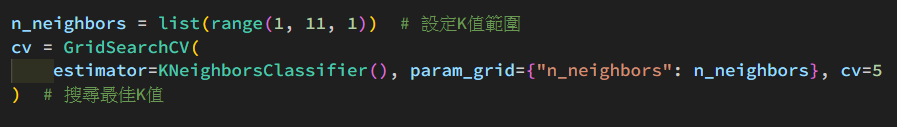 n_neighbors = list(range(1, 11, 1))  # 設定K值範圍
cv = GridSearchCV(
    estimator=KNeighborsClassifier(), param_grid={"n_neighbors": n_neighbors}, cv=5
)  # 搜尋最佳K值